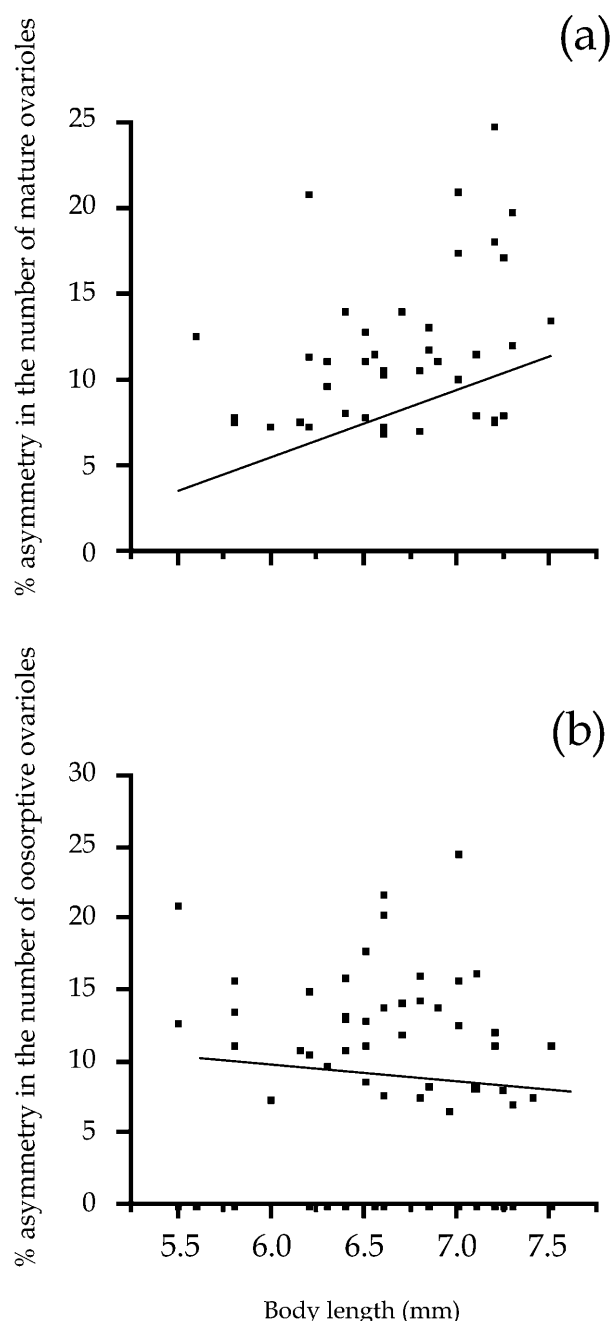 (a)
% asymmetry in the number of mature ovarioles
25
20
15
10
5
0
(b)
% asymmetry in the number of oosorptive ovarioles
30
25
20
15
10
5
0
5.5 6.0 6.5 7.0 7.5
Body length (mm)